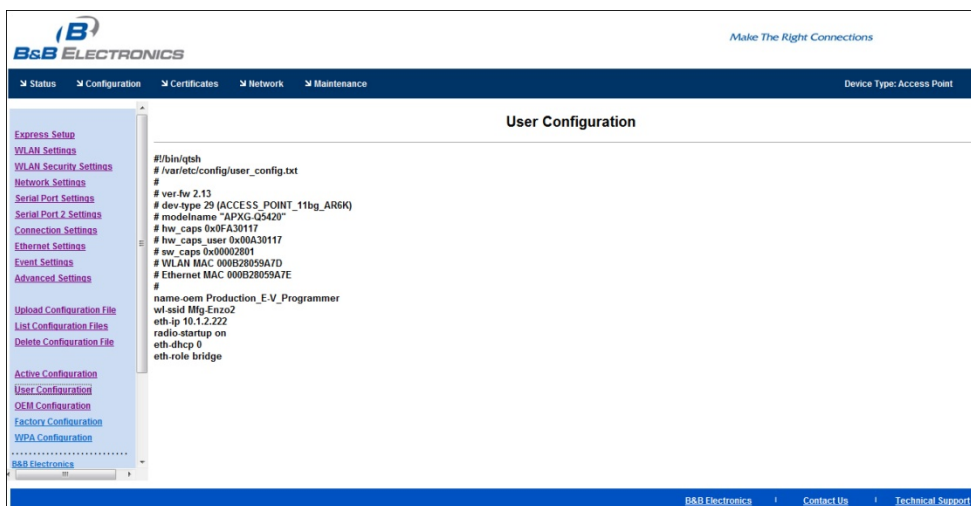 B
B&B ELECTRONICS
Make The Right Connections
Status Configuration Certificates Network Maintenance Device Type: Access Point
Express Setup
WLAN Settings
WLAN Security Settings
Network Settings
Serial Port Settings
Serial Port 2 Settings
Connection Settings
Ethernet Settings
Event Settings
Advanced Settings
Upload Configuration File
List Configuration Files
Delete Configuration File
Active Configuration
User Configuration
OEM Configuration
Factory Configuration
WPA Configuration
B&B Electronics
User Configuration
#!/bin/qtsh
# /var/etc/config/user_config.txt
#
# ver-fw 2.13
# dev-type 29 (ACCESS_POINT_11bg_AR6K)
# modelname "APXG-Q5420"
# hw_caps 0x0FA30117
# hw_caps_user 0x00A30117
# sw_caps 0x00002801
# WLAN MAC 000B28059A7D
# Ethernet MAC 000B28059A7E
#
name-oem Production_E-V_Programmer
wl-ssid Mfg-Enzo2
eth-ip 10.1.2.222
radio-startup on
eth-dhcp 0
eth-role bridge
B&B Electronics | Contact Us | Technical Support